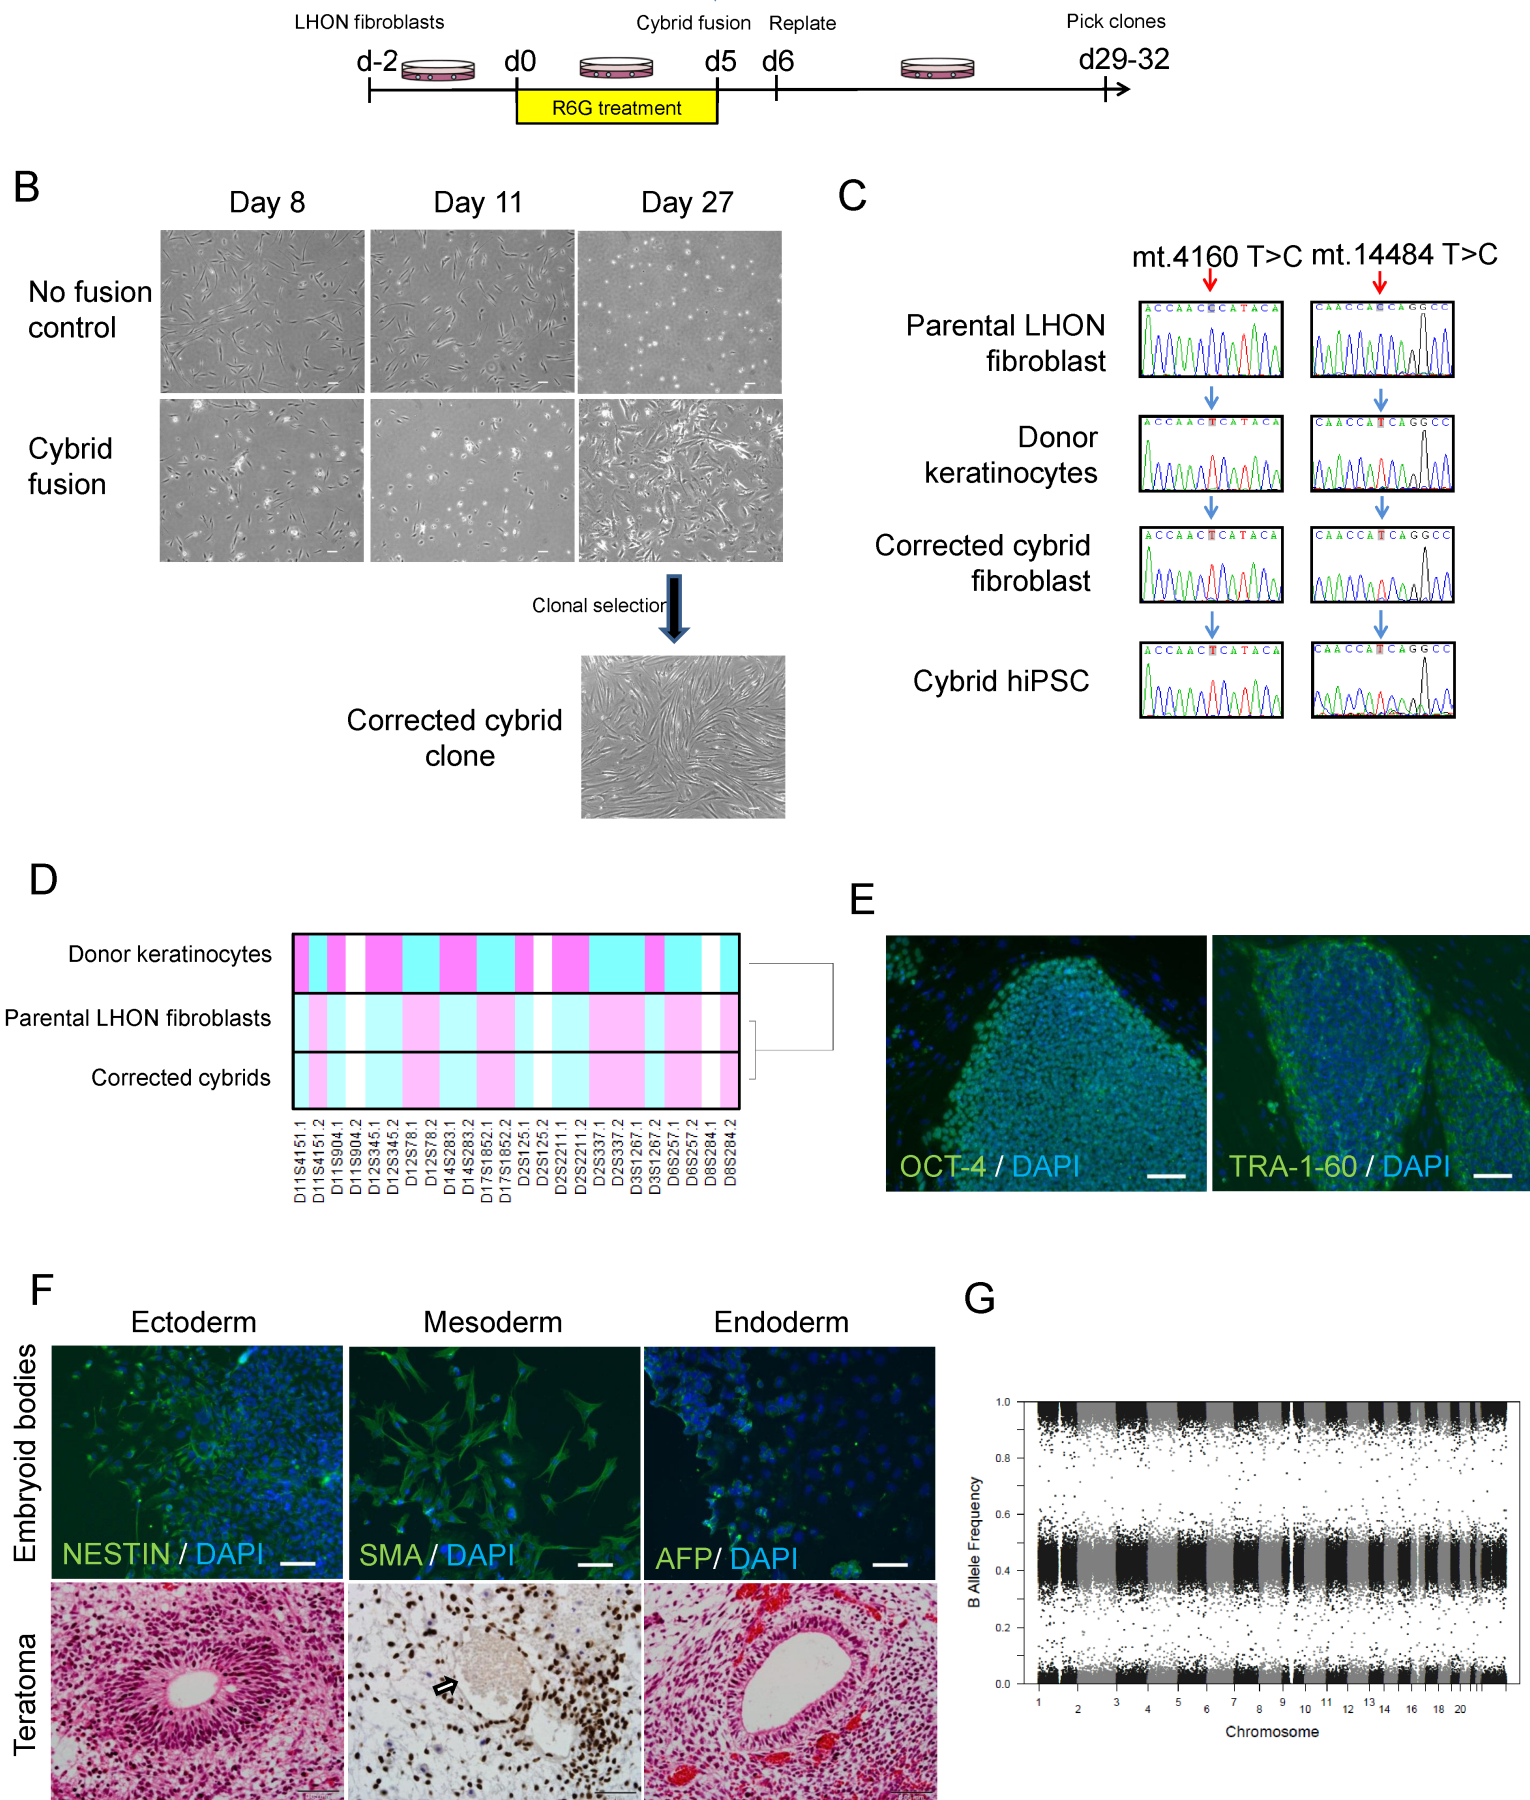 LHON fibroblasts
Cybrid fusion
Replate
Pick clones
d-2
d0
d5
d6
d29-32
R6G treatment
B
Day 8
Day 11
Day 27
No fusion
control
Cybrid
fusion
Clonal selection
Corrected cybrid
clone
C
mt.4160 T>C
mt.14484 T>C
Parental LHON
fibroblast
A C C A A C C C A T A C A
C A A C C A C C A G G C C
Donor
keratinocytes
A C C A A C T C A T A C A
C A A C C A T C A G G C C
Corrected cybrid
fibroblast
A C C A A C T C A T A C A
C A A C C A T C A G G C C
Cybrid hiPSC
A C C A A C T C A T A C A
C A A C C A T C A G G C C
D
Donor keratinocytes
Parental LHON fibroblasts
Corrected cybrids
D11S4151.1
D11S4151.2
D111S904.1
D11S904.2
D12S345.1
D12S345.2
D12S78.1
D12S78.2
D14S283.1
D14S283.2
D17S1852.1
D17S1852.2
D2S125.1
D2S125.2
D2S2211.1
D2S2211.2
D2S337.1
D2S337.2
D3S1267.1
D3S1267.2
D6S257.1
D6S257.2
D8S284.1
D8S284.2
E
OCT-4 / DAPI
TRA-1-60 / DAPI
F
Ectoderm
Mesoderm
Endoderm
Embryoid bodies
NESTIN / DAPI
SMA / DAPI
AFP/ DAPI
Teratoma
G
B Allele Frequency
1.0
0.8
0.6
0.4
0.2
0.0
1 2 3 4 5 6 7 8 9 10 11 12 13 14 16 18 20
Chromosome